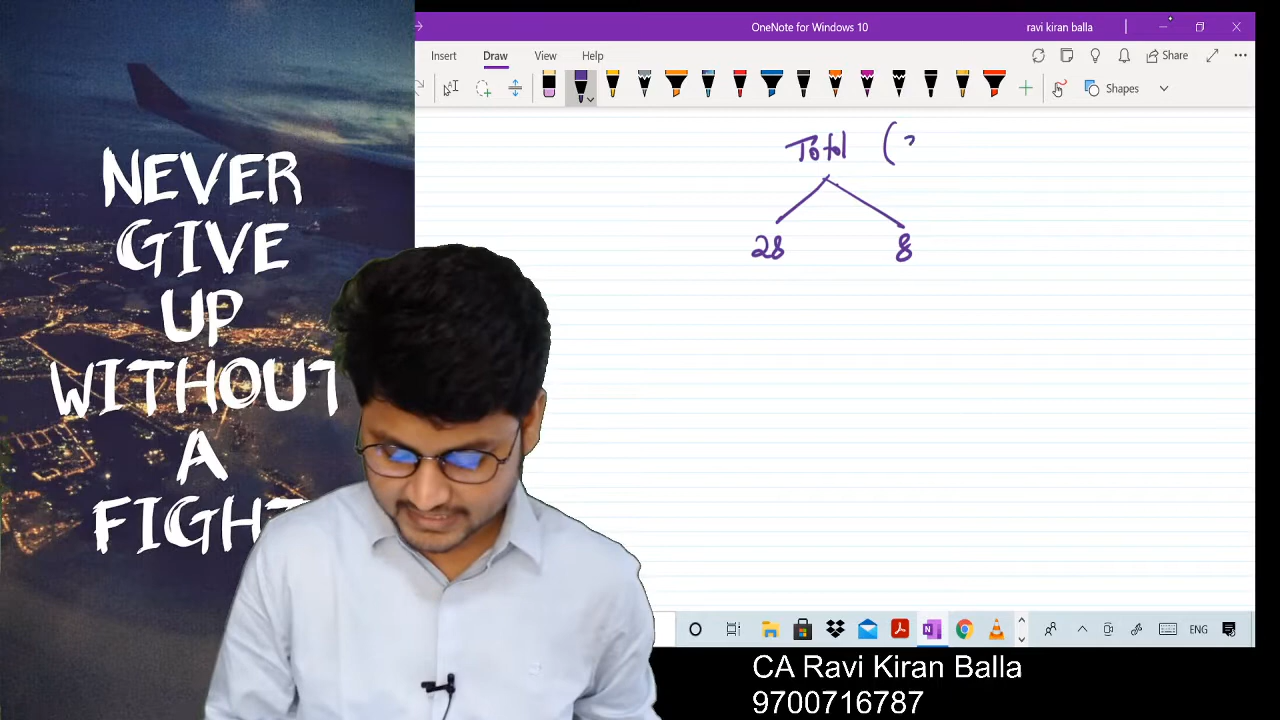 NEVER
GIVE
UP
WITHOUT
A
FIGHT
OneNote for Windows 10
ravi kiran balla
Insert Draw View Help
Share
Shapes
Total (
28 8
ENG
CA Ravi Kiran Balla
9700716787